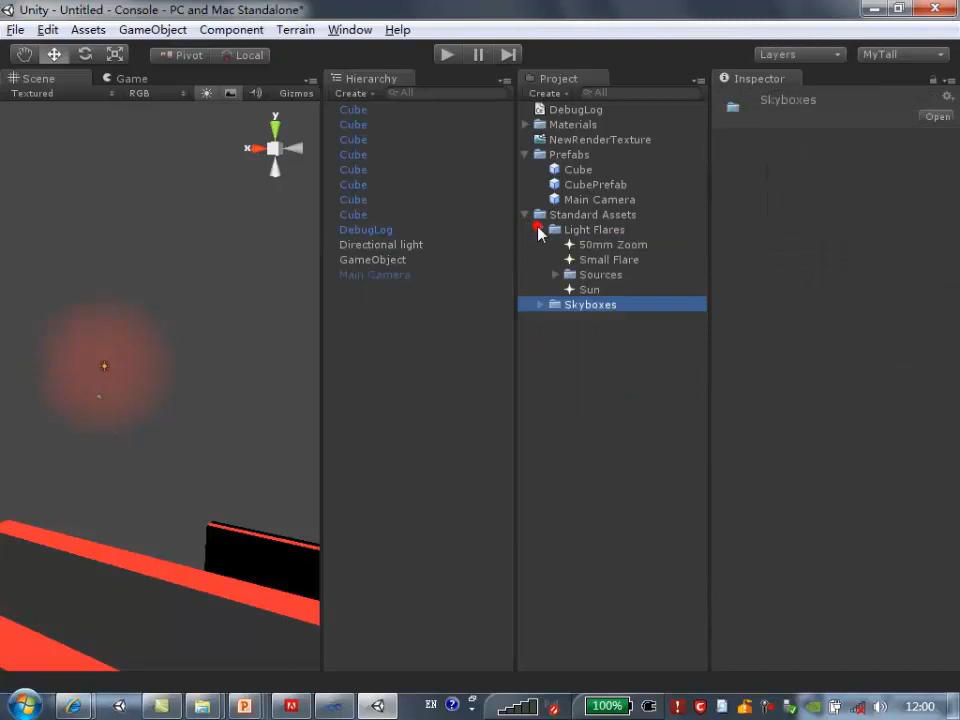 Unity - Untitled - Console - PC and Mac Standalone*
File Edit Assets GameObject Component Terrain Window Help
Pivot Local Layers MyTall
Scene Game Hierarchy Project Inspector
Textured RGB Gizmos Create All Create All
Skyboxes
Open
Cube
Cube
Cube
Cube
Cube
Cube
Cube
Cube
DebugLog
Directional light
GameObject
Main Camera
DebugLog
Materials
NewRenderTexture
Prefabs
Cube
CubePrefab
Main Camera
Standard Assets
Light Flares
50mm Zoom
Small Flare
Sources
Sun
Skyboxes
x
y
EN 100% 12:00